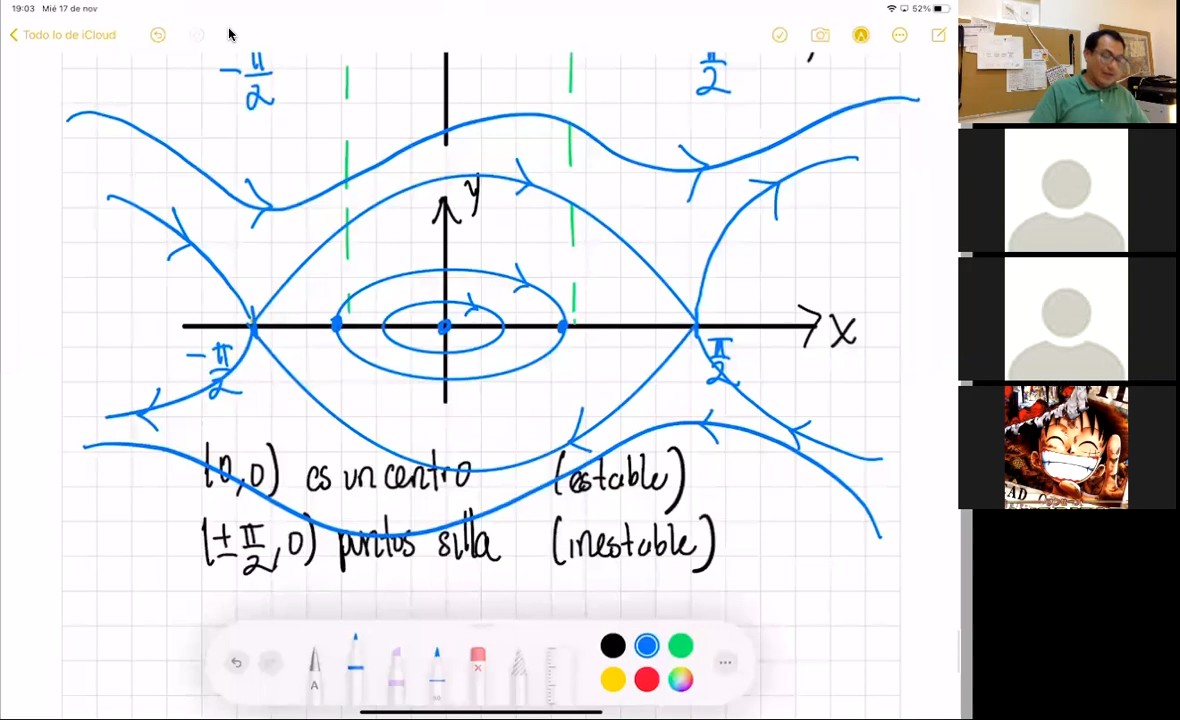 19:03 Mié 17 de nov
52%
Todo lo de iCloud
-π/2
π/2
y
x
-π/2
π/2
(0,0) es un centro (estable)
(±π/2,0) puntos silla (inestable)
A
AD